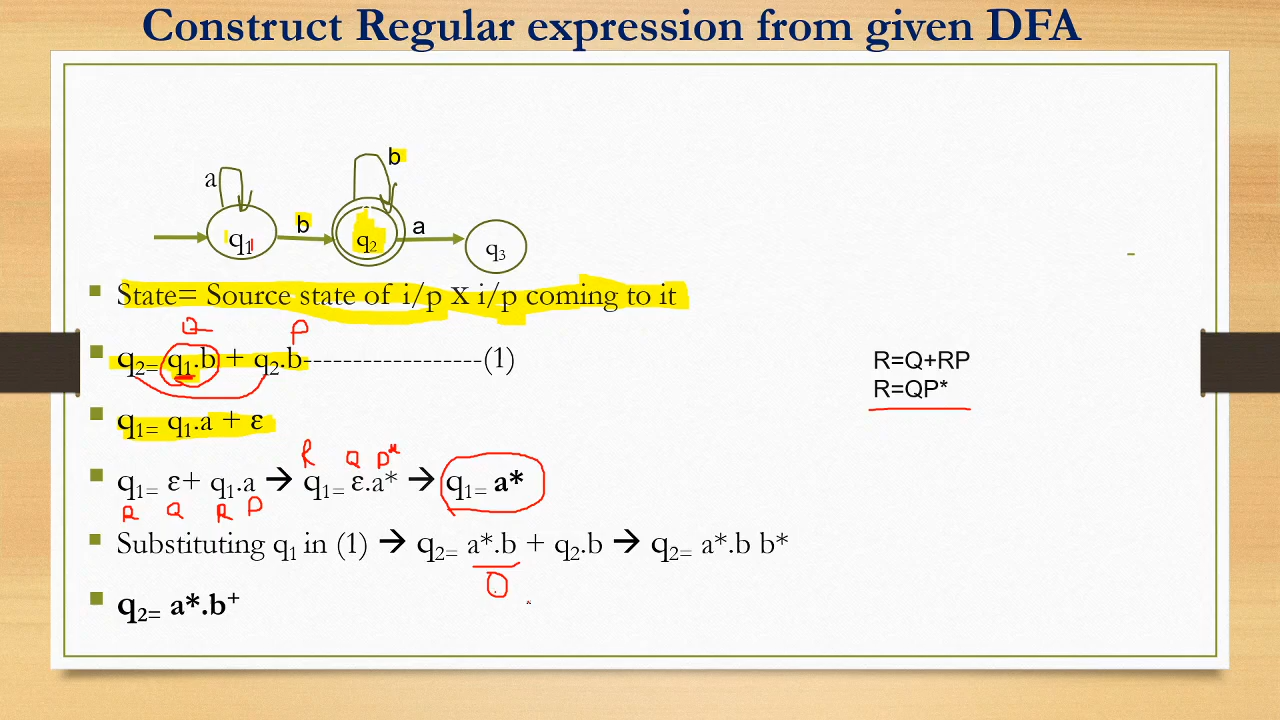 Construct Regular expression from given DFA
b
a
b
a
q1
q2
q3
State= Source state of i/p x i/p coming to it
Q P
q2= q1.b + q2.b------------------(1)
R=Q+RP
R=QP*
q1= q1.a + ε
R Q P*
q1= ε+ q1.a → q1= ε.a* → q1= a*
R Q R P
Substituting q1 in (1) → q2= a*.b + q2.b → q2= a*.b b*
q2= a*.b+